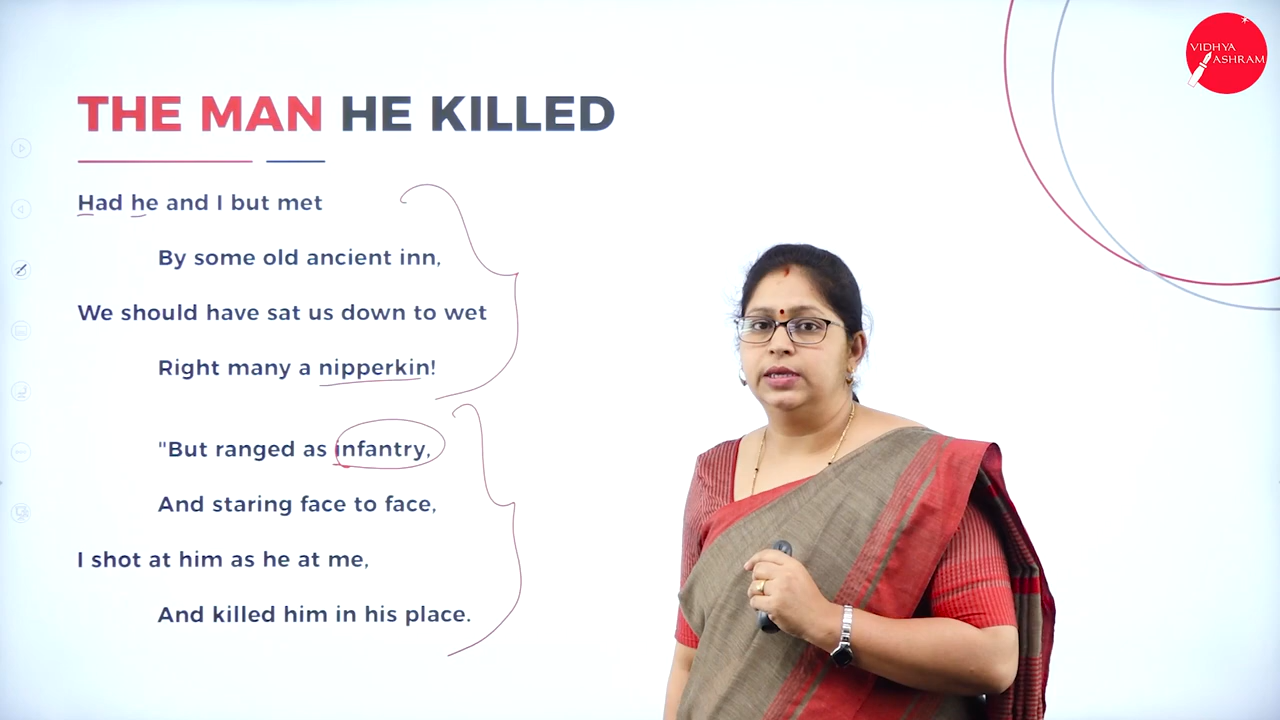 VIDHYA
ASHRAM
THE MAN HE KILLED
Had he and I but met
By some old ancient inn,
We should have sat us down to wet
Right many a nipperkin!
"But ranged as infantry,
And staring face to face,
I shot at him as he at me,
And killed him in his place.